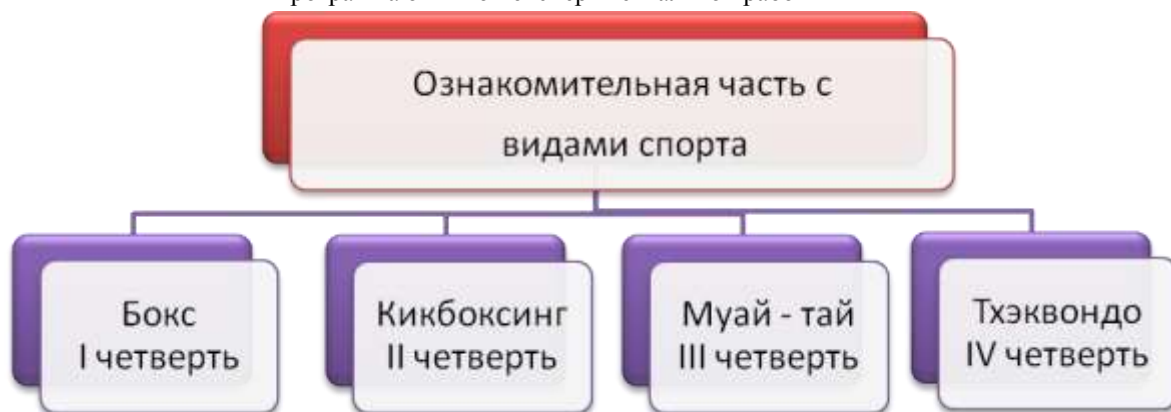 Ознакомительная часть с
видами спорта
Бокс
I четверть
Кикбоксинг
II четверть
Муай - тай
III четверть
Тхэквондо
IV четверть